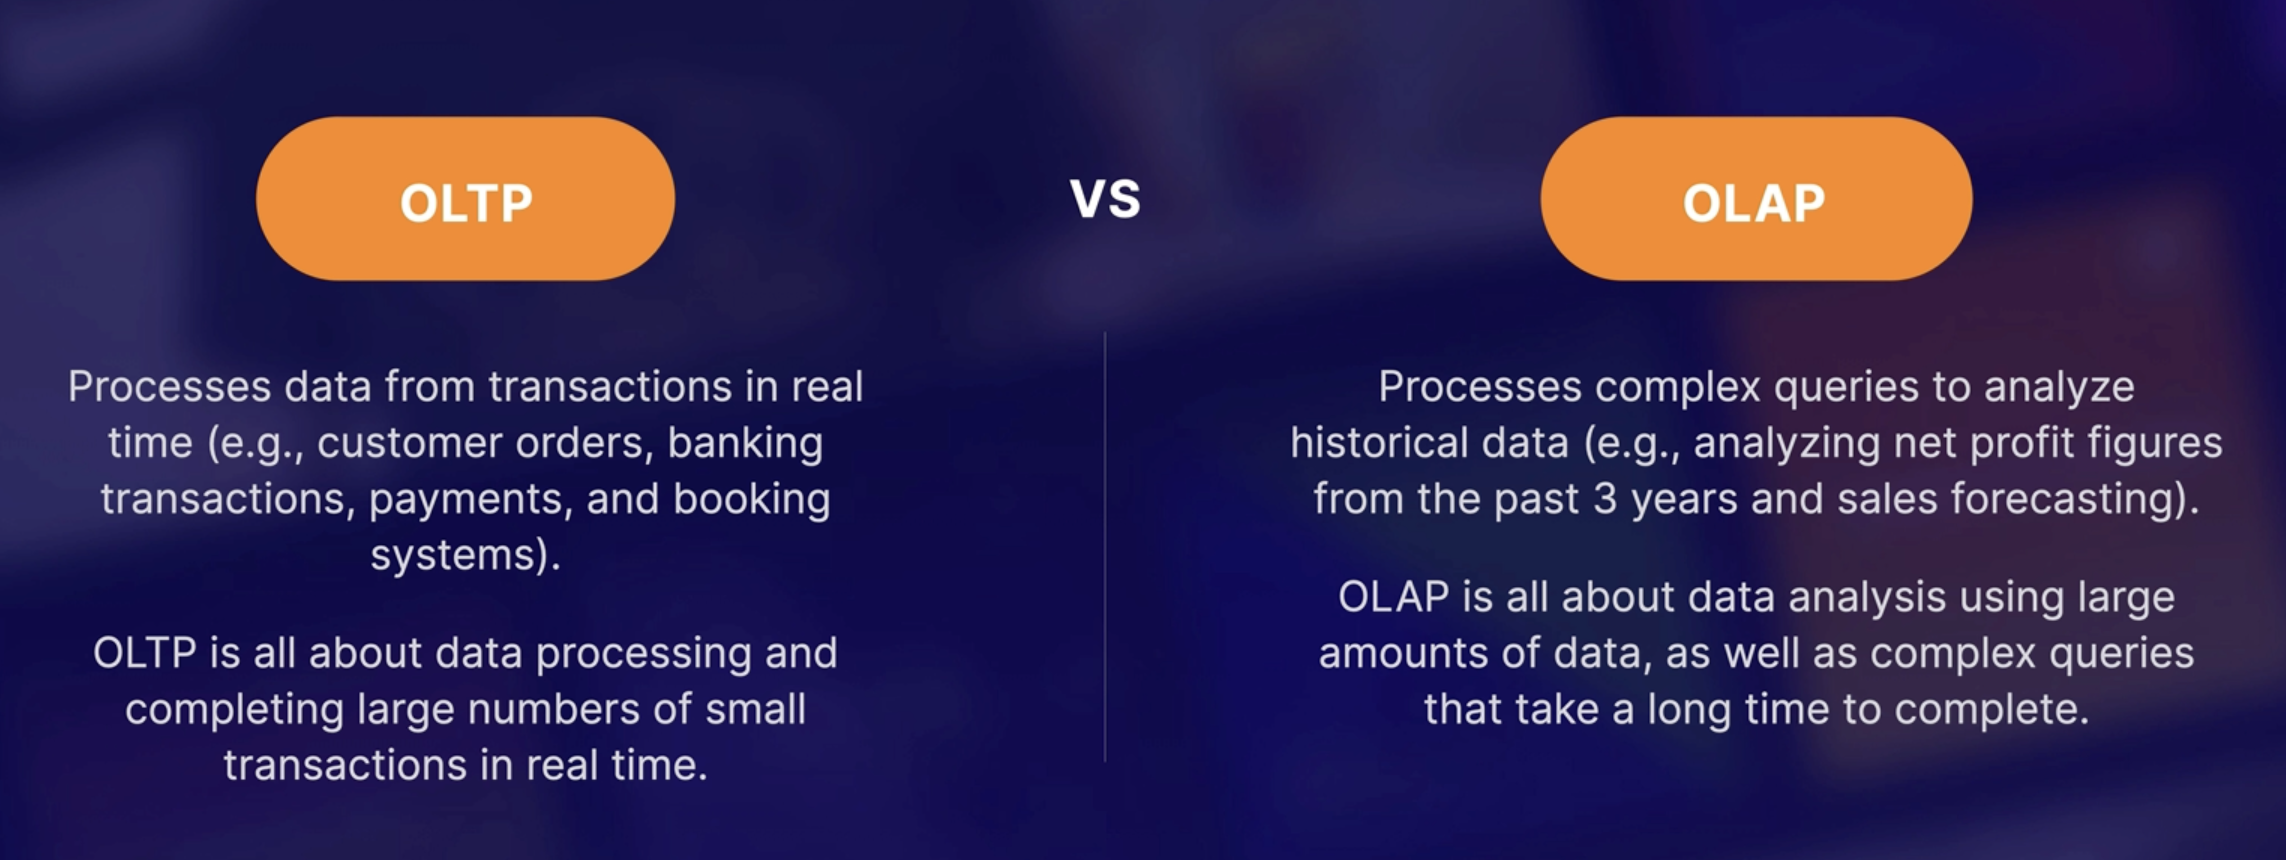 OLTP
VS
OLAP
Processes data from transactions in real
time (e.g., customer orders, banking
transactions, payments, and booking
systems).
OLTP is all about data processing and
completing large numbers of small
transactions in real time.
Processes complex queries to analyze
historical data (e.g., analyzing net profit figures
from the past 3 years and sales forecasting).
OLAP is all about data analysis using large
amounts of data, as well as complex queries
that take a long time to complete.